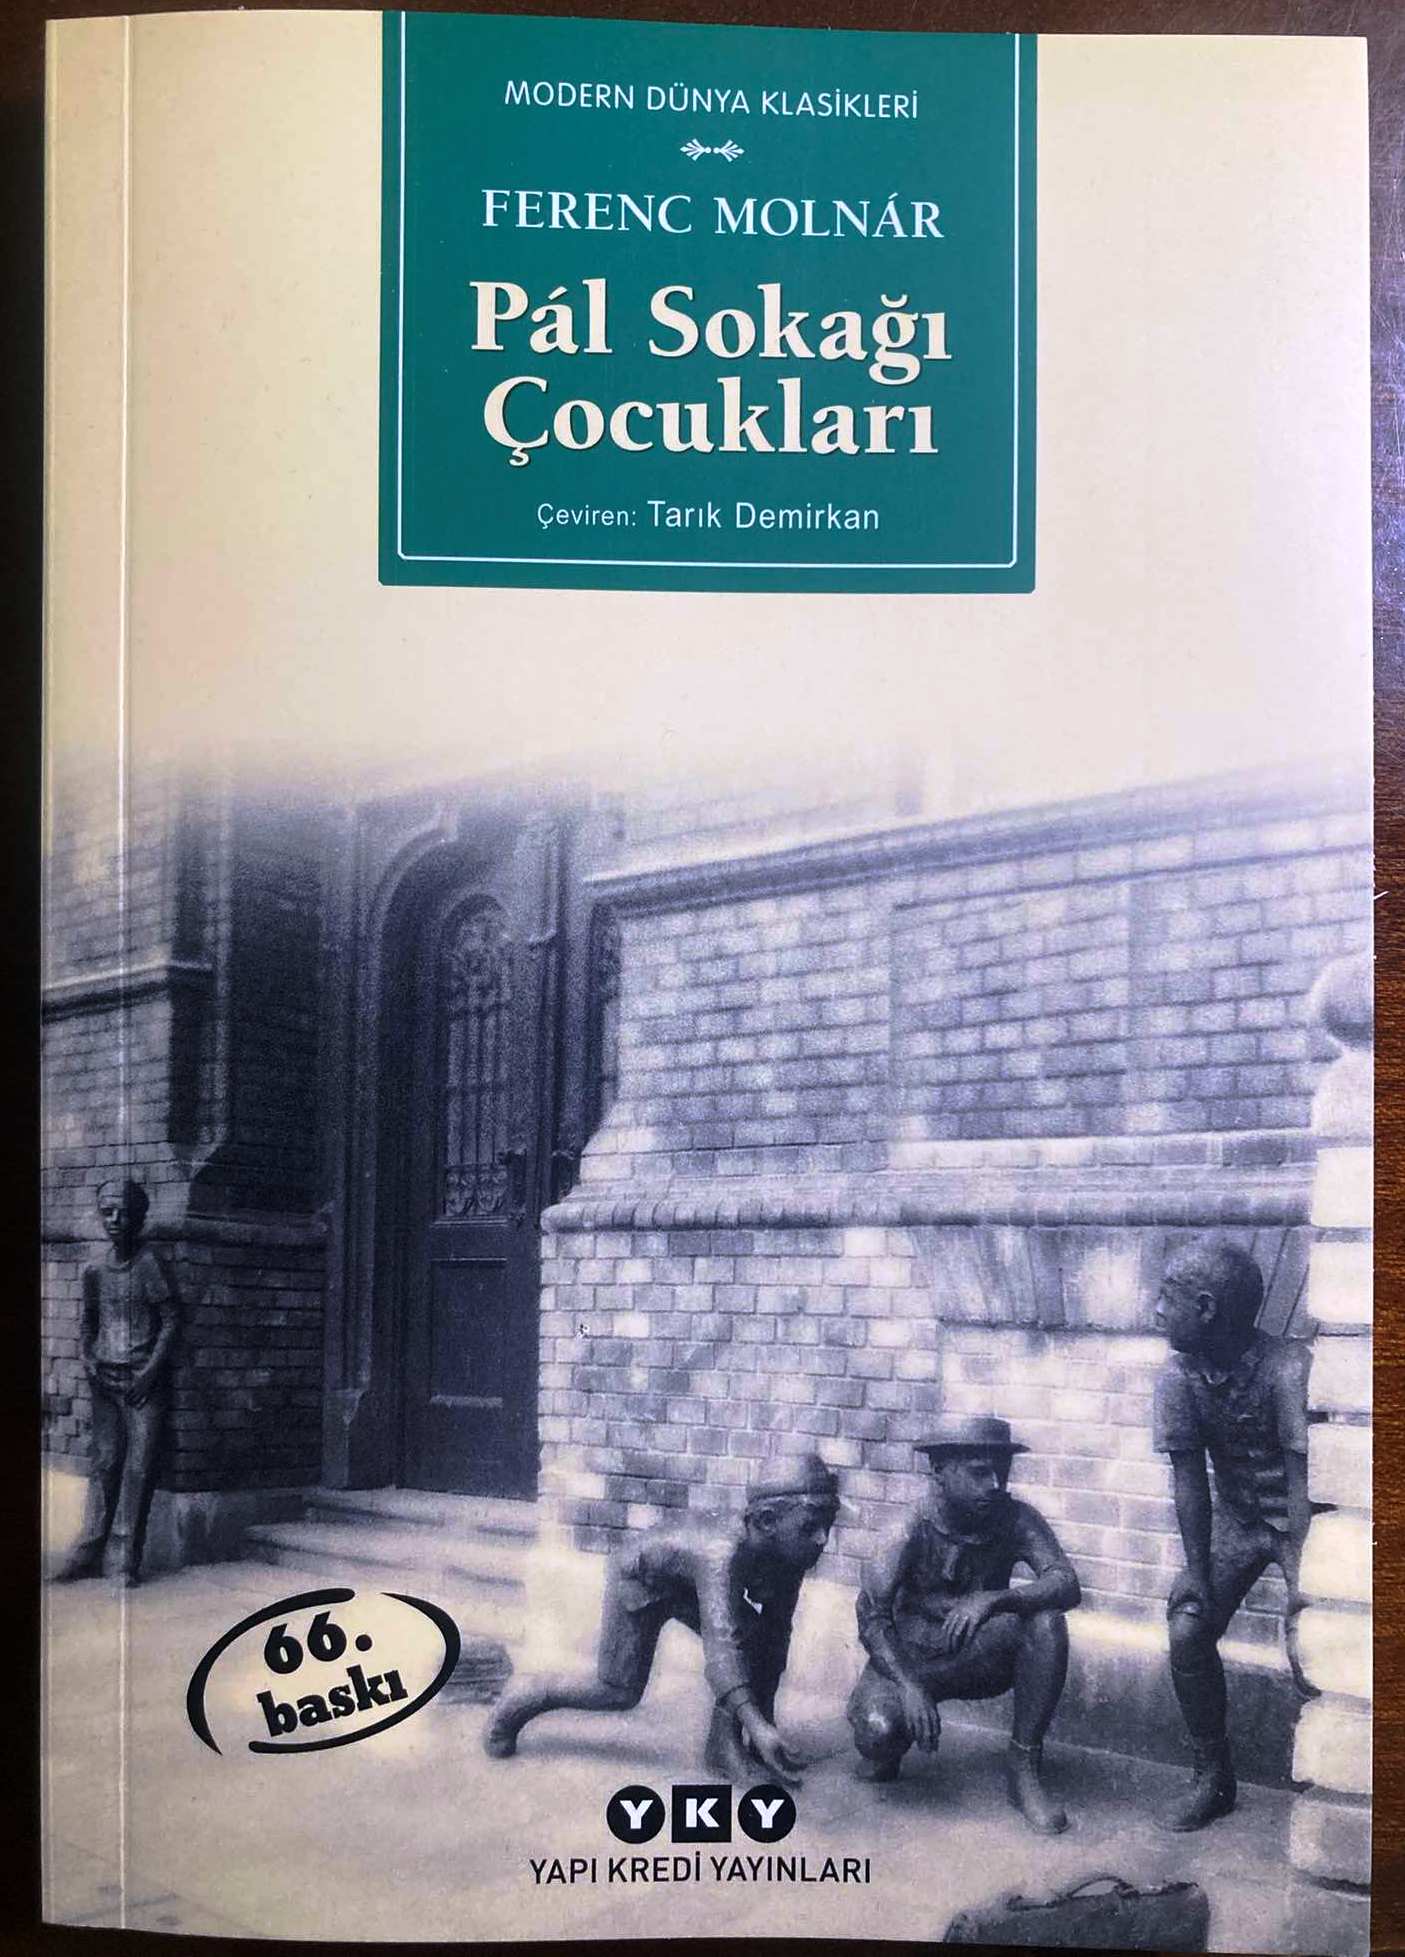 MODERN DÜNYA KLASİKLERİ
FERENC MOLNÁR
Pál Sokağı
Çocukları
Çeviren: Tarık Demirkan
66.
baskı
YKY
YAPI KREDİ YAYINLARI